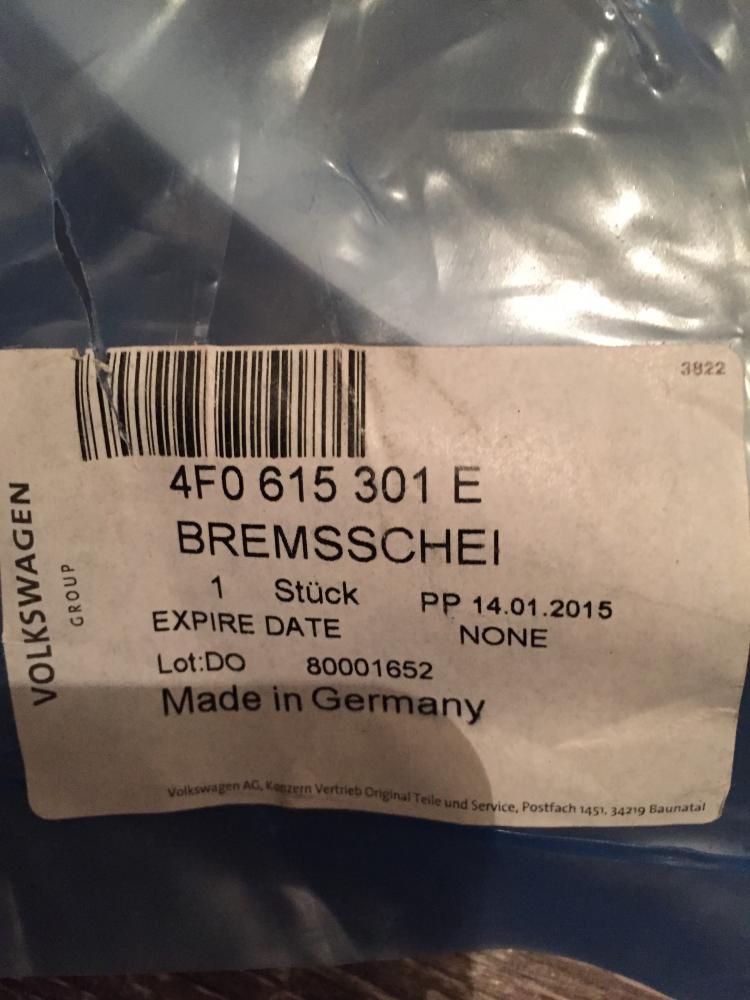 3822
4F0 615 301 E
BREMSSCHEI
1 Stück PP 14.01.2015
EXPIRE DATE NONE
Lot:DO 80001652
Made in Germany
VOLKSWAGEN
GROUP
Volkswagen AG, Konzern Vertrieb Original Teile und Service, Postfach 1451, 34219 Baunatal